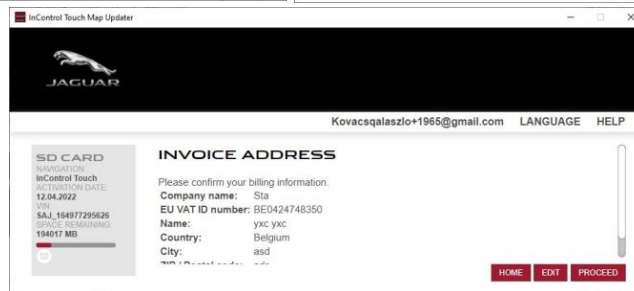 InControl Touch Map Updater
JAGUAR
Kovacsqalaszlo+1965@gmail.com LANGUAGE HELP
SD CARD
NAVIGATION:
InControl Touch
ACTIVATION DATE:
12.04.2022
VIN:
SAJ_164977295626
SPACE REMAINING:
194017 MB
INVOICE ADDRESS
Please confirm your billing information.
Company name: Sta
EU VAT ID number: BE0424748350
Name: yxc yxc
Country: Belgium
City: asd
HOME EDIT PROCEED